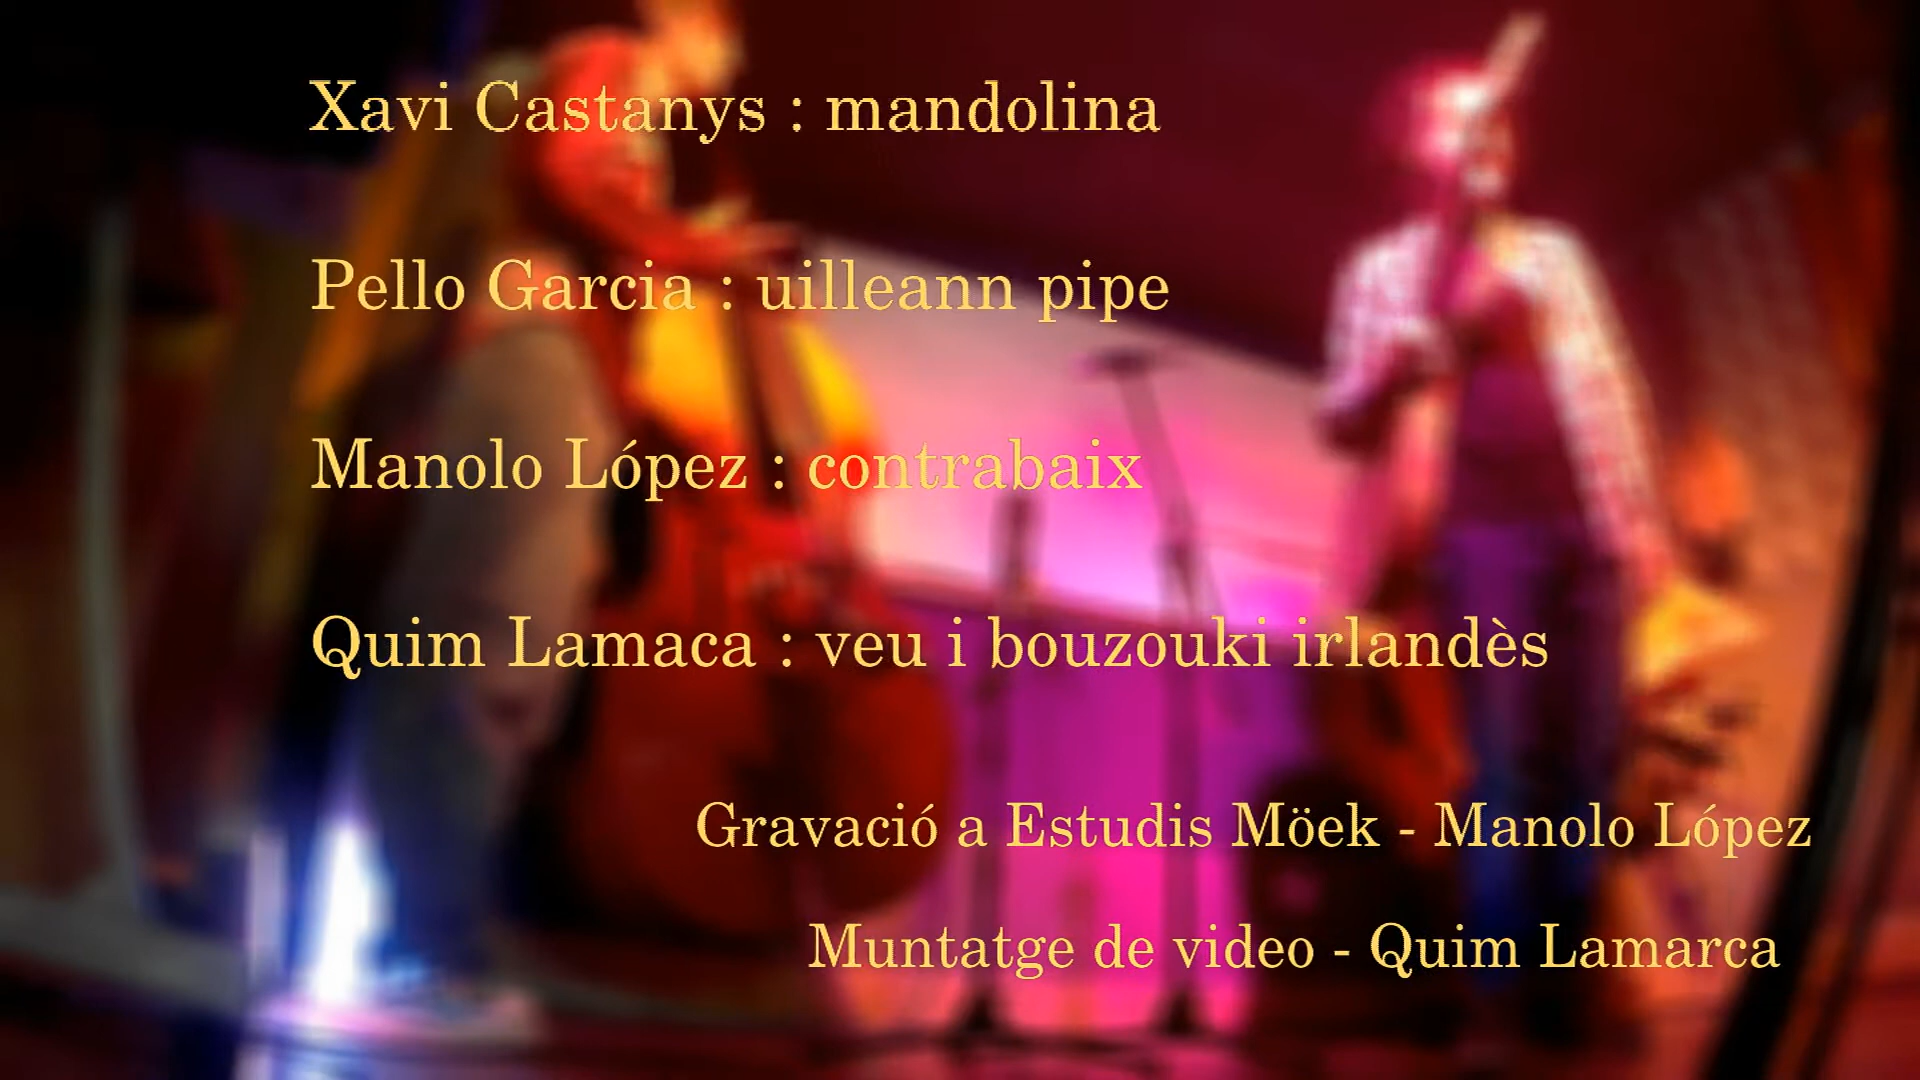 Xavi Castanys : mandolina
Pello Garcia : uilleann pipe
Manolo López : contrabaix
Quim Lamaca : veu i bouzouki irlandès
Gravació a Estudis Möek - Manolo López
Muntatge de video - Quim Lamarca